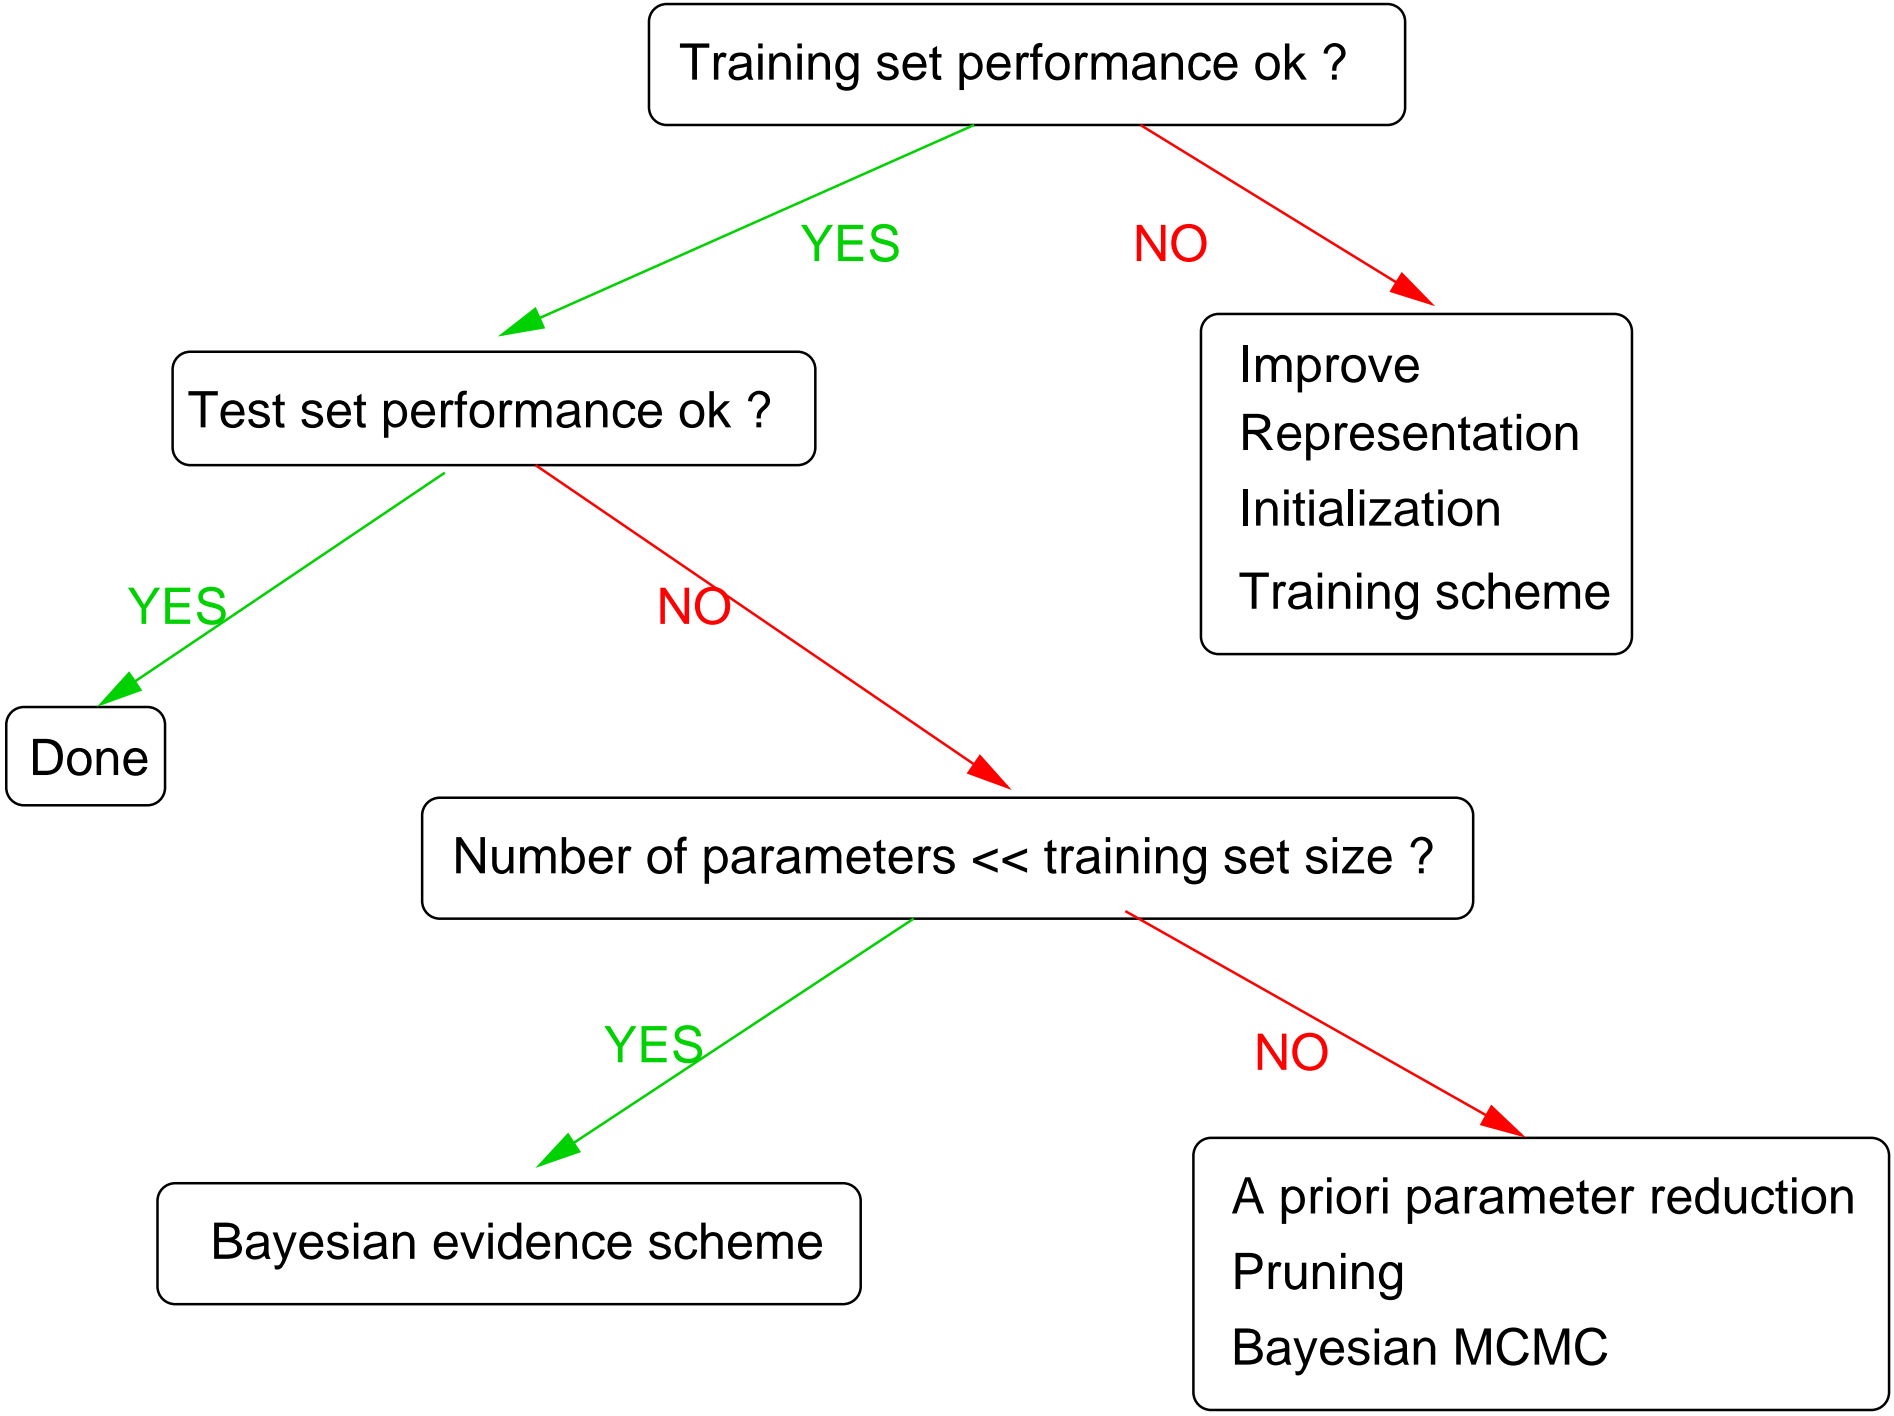 Training set performance ok ?
YES
NO
Test set performance ok ?
Improve
Representation
Initialization
Training scheme
YES
NO
Done
Number of parameters << training set size ?
YES
NO
Bayesian evidence scheme
A priori parameter reduction
Pruning
Bayesian MCMC